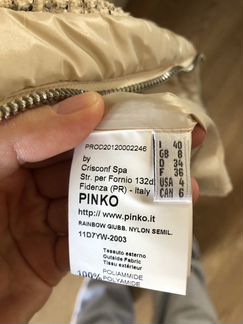 PROD20120002246
by
Crisconf Spa
Str. per Fornio 132d
Fidenza (PR) - Italy
PINKO
http://www.pinko.it
RAINBOW GIUBB. NYLON SEMIL.
11D7YW-2003
I 40
GB 8
D 34
F 36
USA 4
CAN 6
Tessuto esterno
Outside Fabric
Tissu extérieur
100% POLIAMMIDE
POLYAMIDE